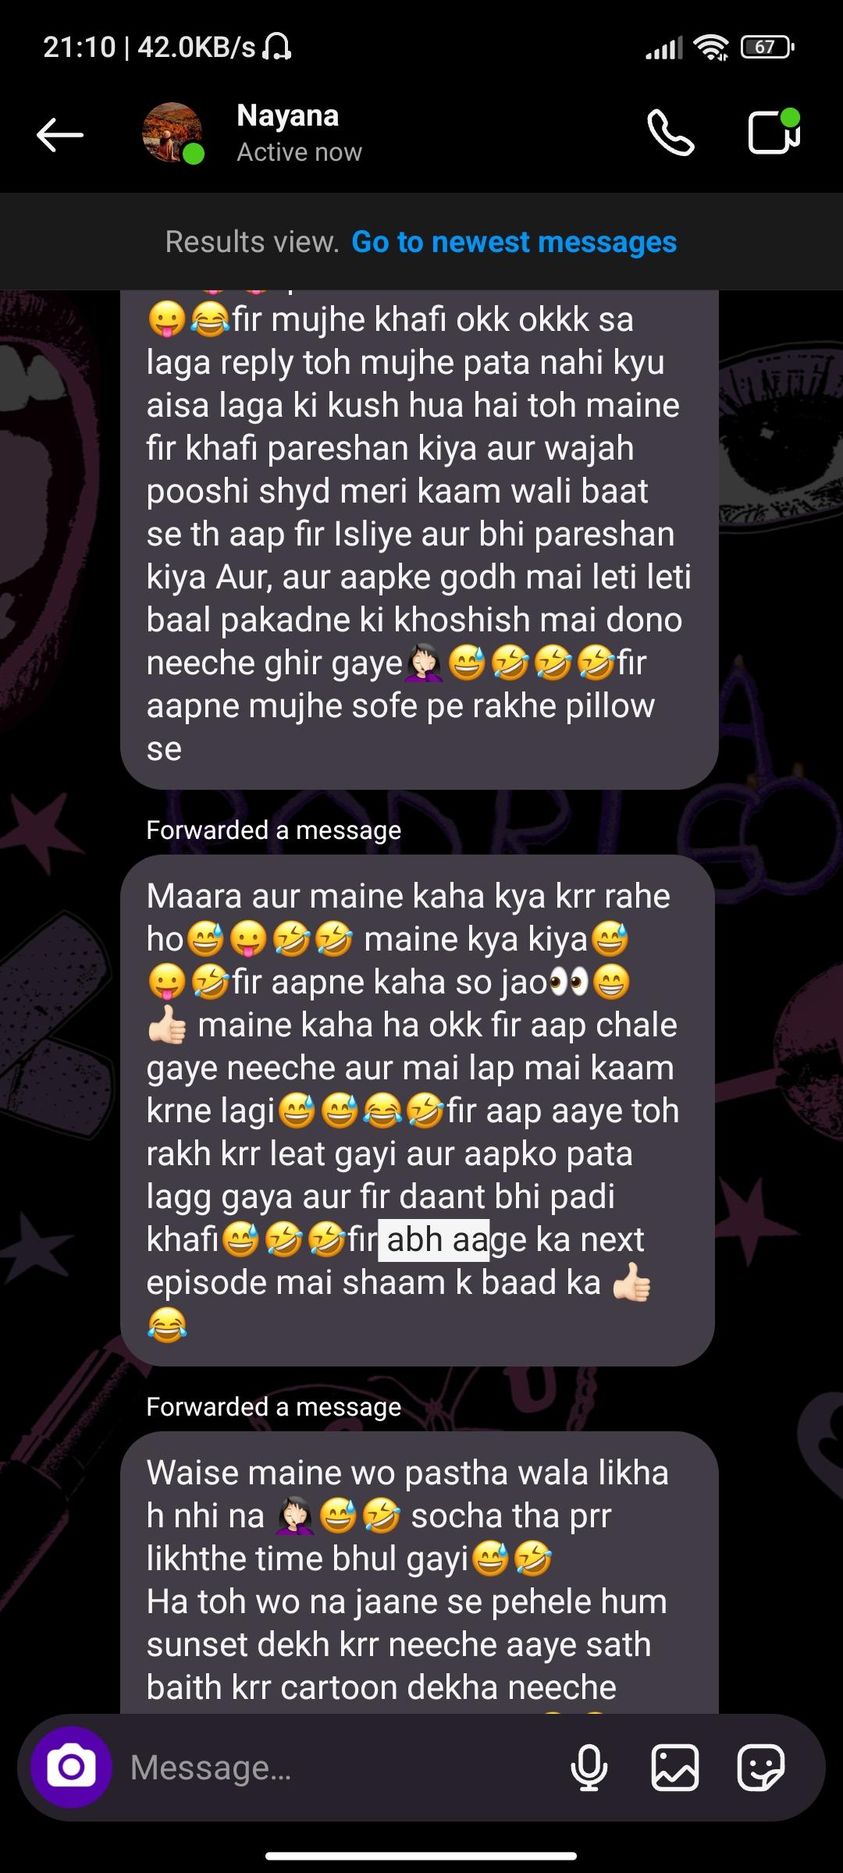 21:10 | 42.0KB/s
67
Nayana
Active now
Results view. Go to newest messages
😛😂fir mujhe khafi okk okkk sa
laga reply toh mujhe pata nahi kyu
aisa laga ki kush hua hai toh maine
fir khafi pareshan kiya aur wajah
pooshi shyd meri kaam wali baat
se th aap fir Isliye aur bhi pareshan
kiya Aur, aur aapke godh mai leti leti
baal pakadne ki khoshish mai dono
neeche ghir gaye🤦🏻‍♀️😅🤣🤣🤣fir
aapne mujhe sofe pe rakhe pillow
se
Forwarded a message
Maara aur maine kaha kya krr rahe
ho😅😛🤣🤣 maine kya kiya😅
😛🤣fir aapne kaha so jao👀😁
👍🏻 maine kaha ha okk fir aap chale
gaye neeche aur mai lap mai kaam
krne lagi😅😅😂🤣fir aap aaye toh
rakh krr leat gayi aur aapko pata
lagg gaya aur fir daant bhi padi
khafi😅🤣🤣fir abh aage ka next
episode mai shaam k baad ka 👍🏻
😂
Forwarded a message
Waise maine wo pastha wala likha
h nhi na 🤦🏻‍♀️😅🤣 socha tha prr
likhthe time bhul gayi😅🤣
Ha toh wo na jaane se pehele hum
sunset dekh krr neeche aaye sath
baith krr cartoon dekha neeche
Message...